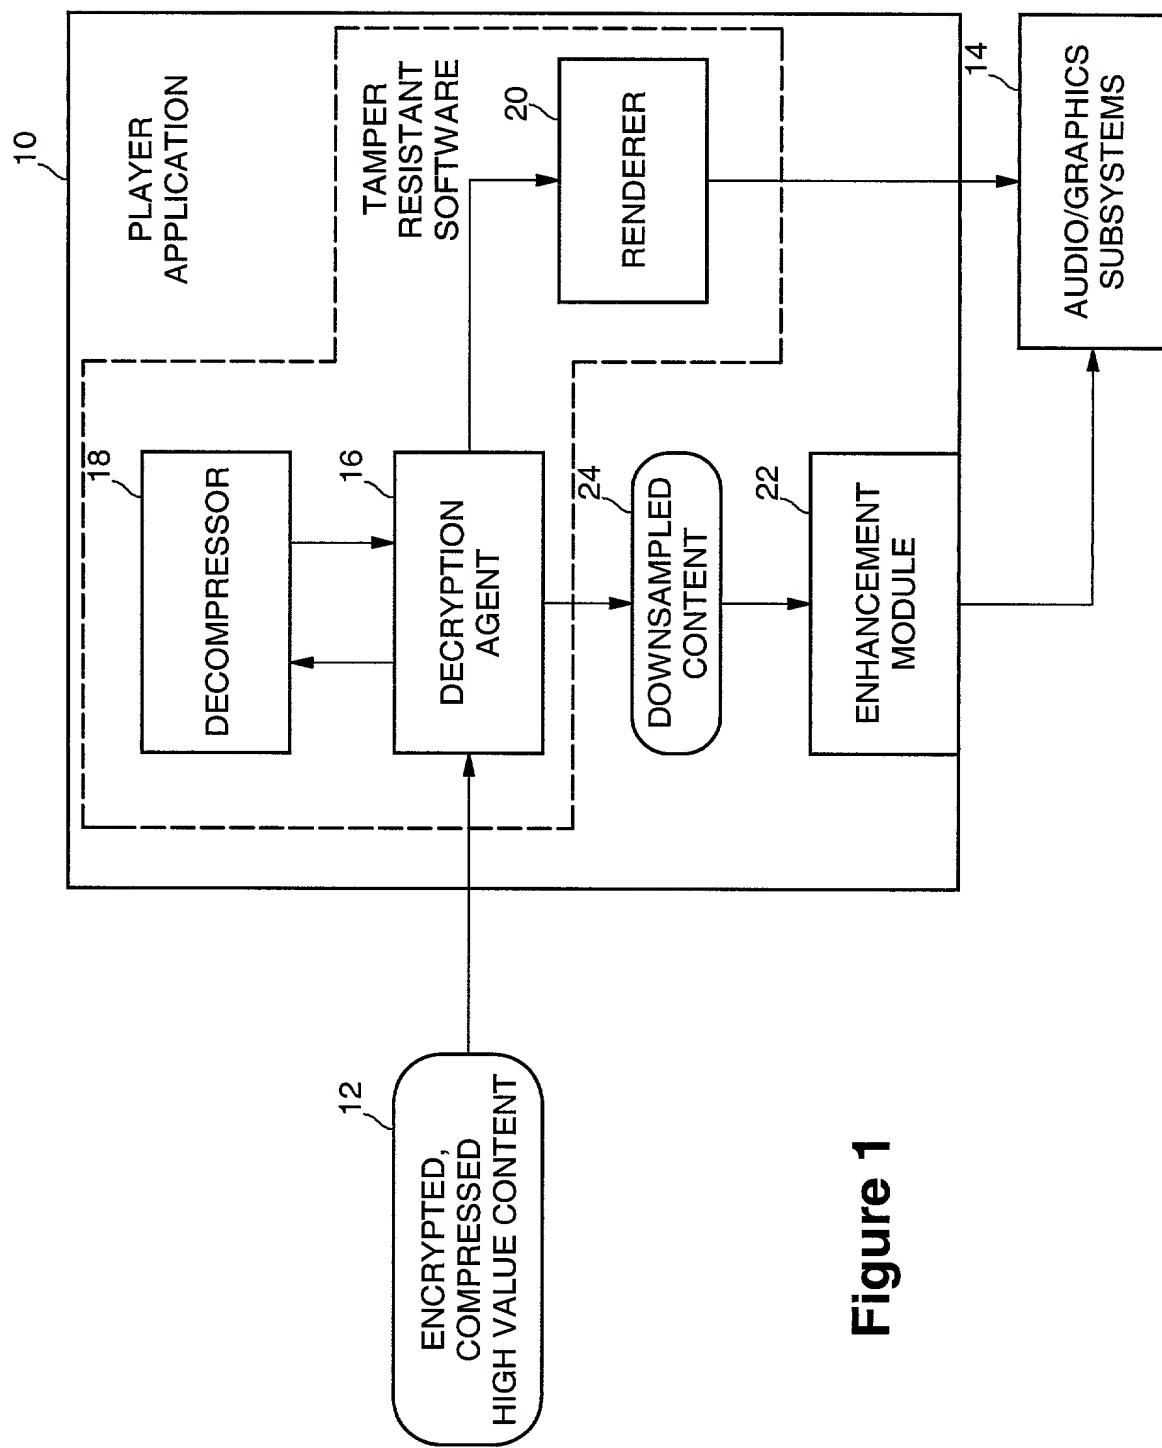 10
PLAYER
APPLICATION
18
DECOMPRESSOR
TAMPER
RESISTANT
SOFTWARE
12
ENCRYPTED,
COMPRESSED
HIGH VALUE CONTENT
16
DECRYPTION
AGENT
20
RENDERER
24
DOWNSAMPLED
CONTENT
22
ENHANCEMENT
MODULE
14
AUDIO/GRAPHICS
SUBSYSTEMS
Figure 1